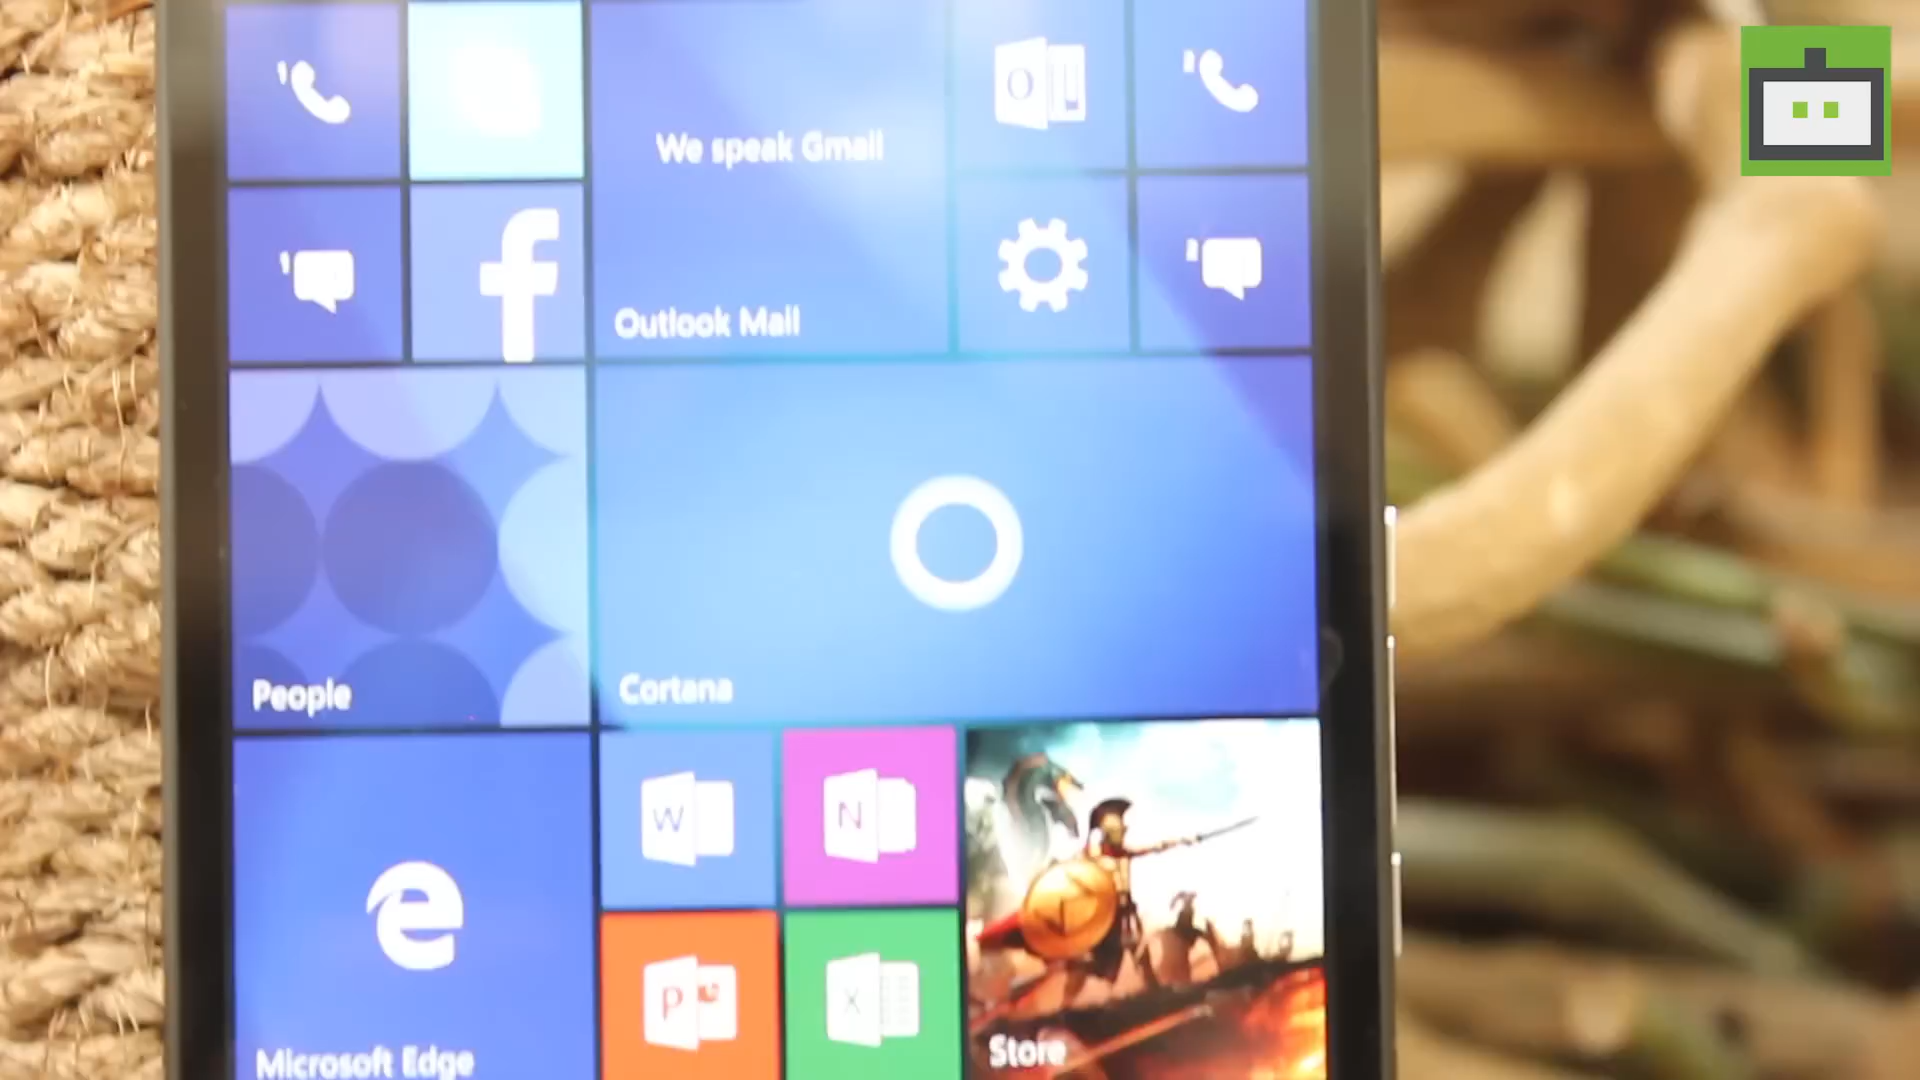 We speak Gmail
O
Outlook Mail
People
Cortana
W
N
P
X
Microsoft Edge
Store